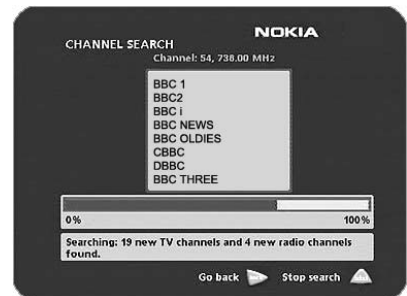 NOKIA
CHANNEL SEARCH
Channel: 54, 738.00 MHz
BBC 1
BBC2
BBC i
BBC NEWS
BBC OLDIES
CBBC
DBBC
BBC THREE
0% 100%
Searching: 19 new TV channels and 4 new radio channels
found.
Go back Stop search